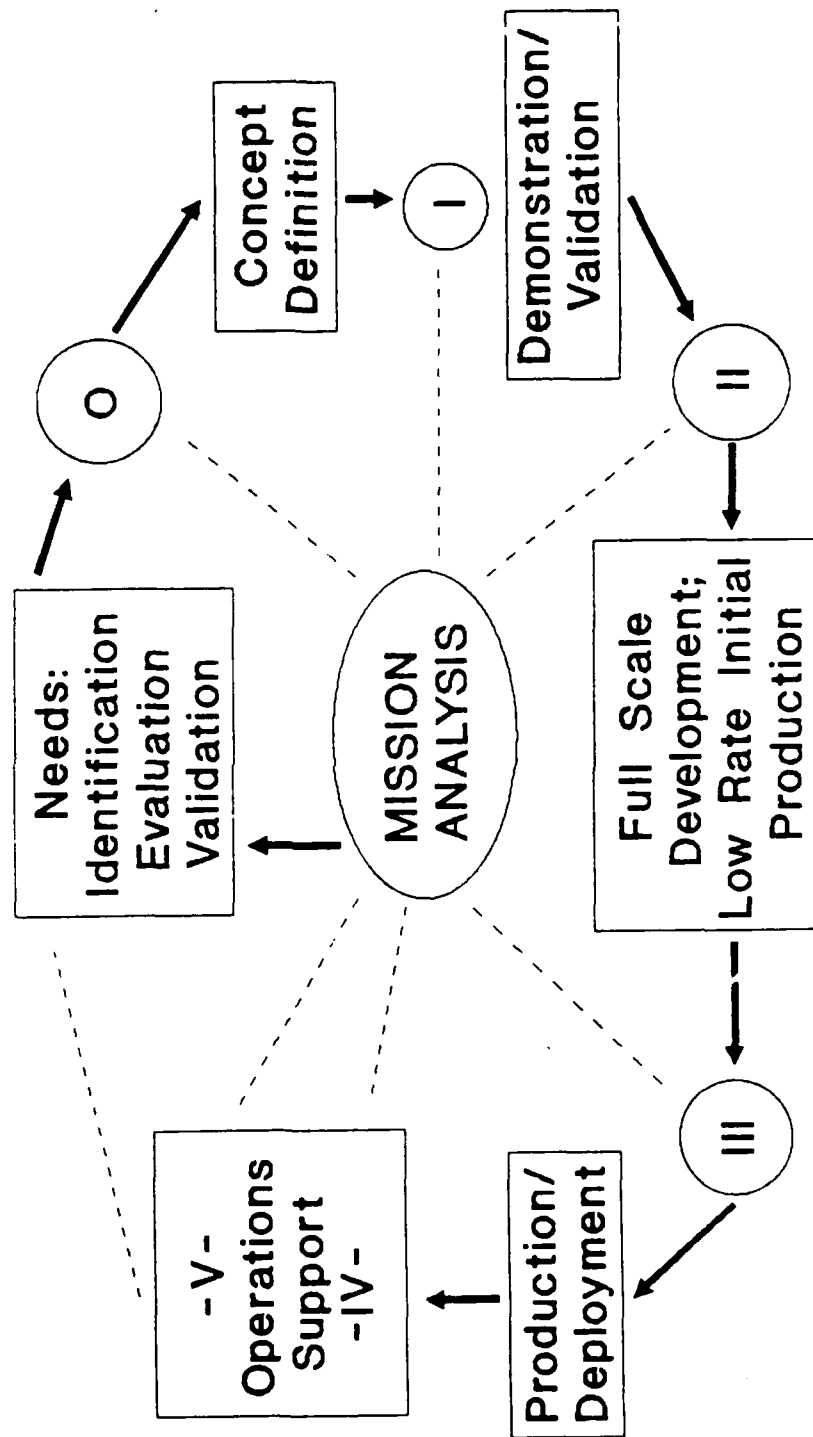 Needs:
Identification
Evaluation
Validation
O
Concept
Definition
I
Demonstration/
Validation
II
Full Scale
Development;
Low Rate Initial
Production
III
Production/
Deployment
-V-
Operations
Support
-IV-
MISSION
ANALYSIS